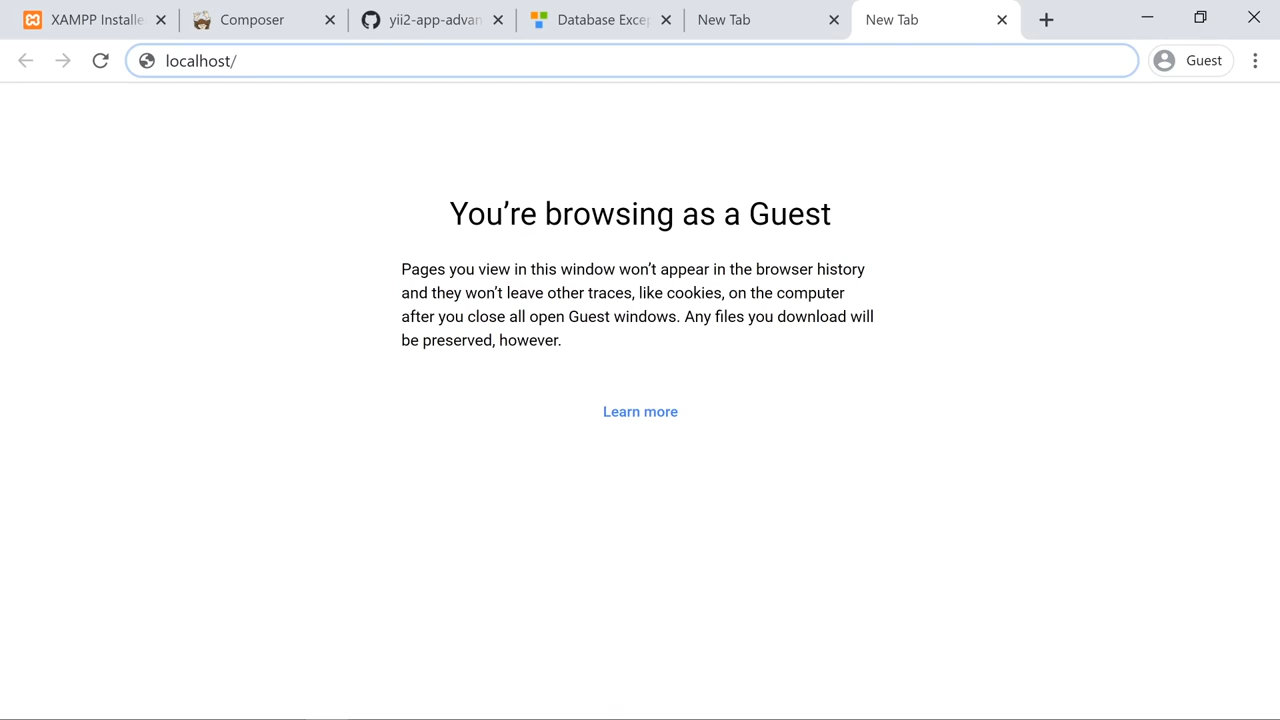 XAMPP Installe
Composer
yii2-app-advan
Database Excep
New Tab
New Tab
localhost/
Guest
You're browsing as a Guest
Pages you view in this window won't appear in the browser history
and they won't leave other traces, like cookies, on the computer
after you close all open Guest windows. Any files you download will
be preserved, however.
Learn more